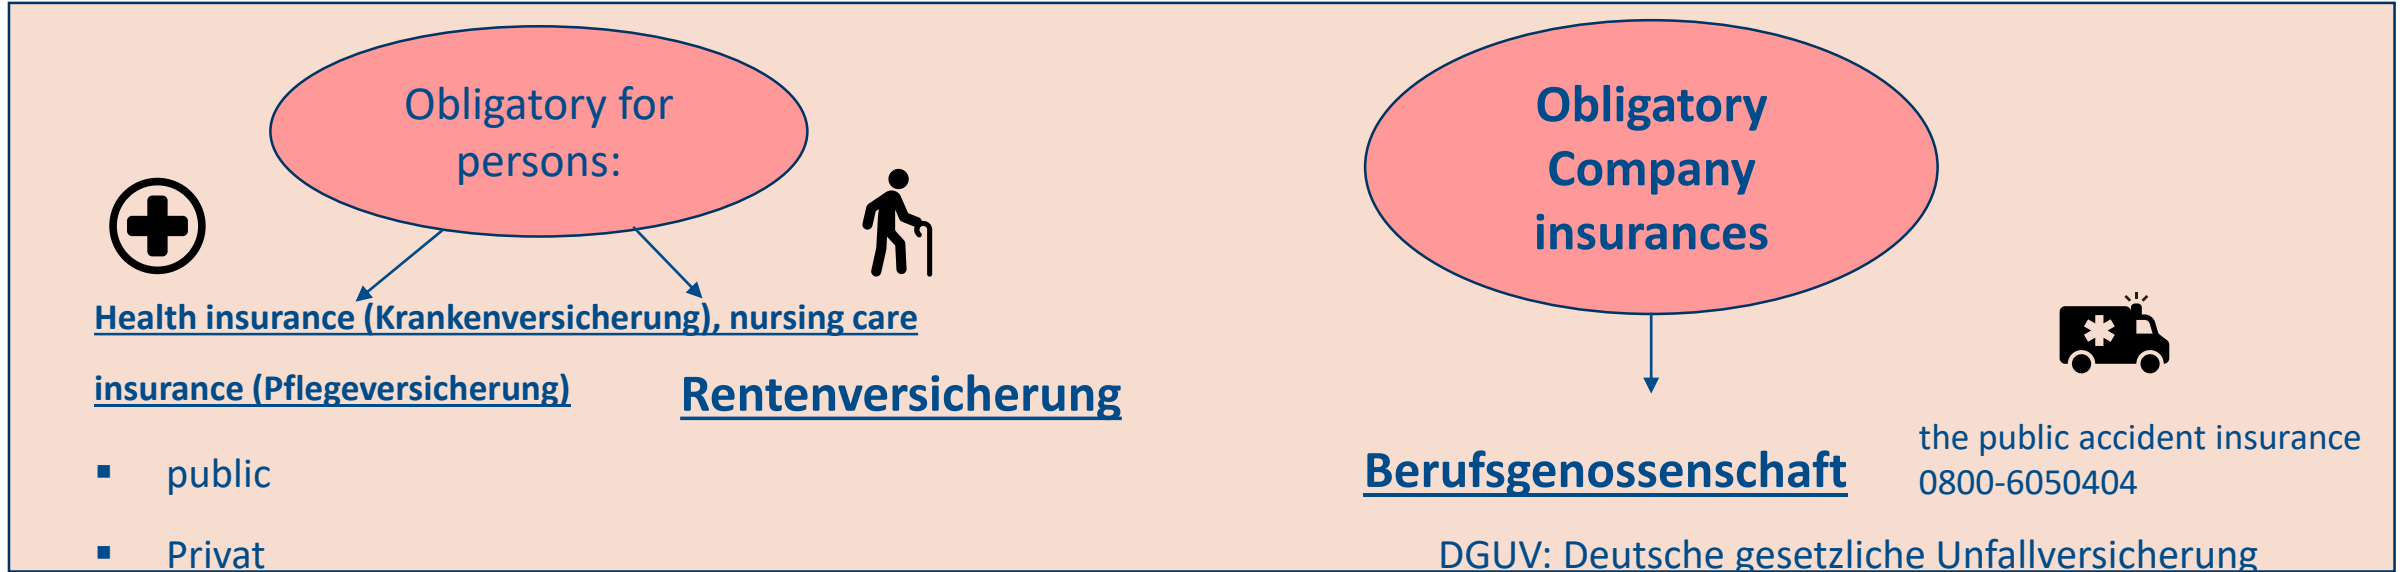 Obligatory for
persons:
Health insurance (Krankenversicherung), nursing care
insurance (Pflegeversicherung)
Rentenversicherung
▪ public
▪ Privat
Obligatory
Company
insurances
Berufsgenossenschaft
the public accident insurance
0800-6050404
DGUV: Deutsche gesetzliche Unfallversicherung